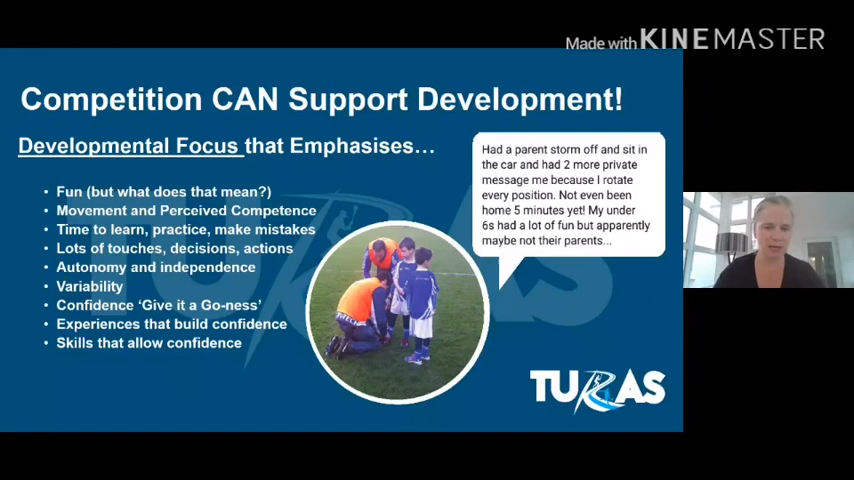 Made with KINEMASTER
Competition CAN Support Development!
Developmental Focus that Emphasises...
• Fun (but what does that mean?)
• Movement and Perceived Competence
• Time to learn, practice, make mistakes
• Lots of touches, decisions, actions
• Autonomy and independence
• Variability
• Confidence ‘Give it a Go-ness’
• Experiences that build confidence
• Skills that allow confidence
Had a parent storm off and sit in
the car and had 2 more private
message me because I rotate
every position. Not even been
home 5 minutes yet! My under
6s had a lot of fun but apparently
maybe not their parents...
TURAS